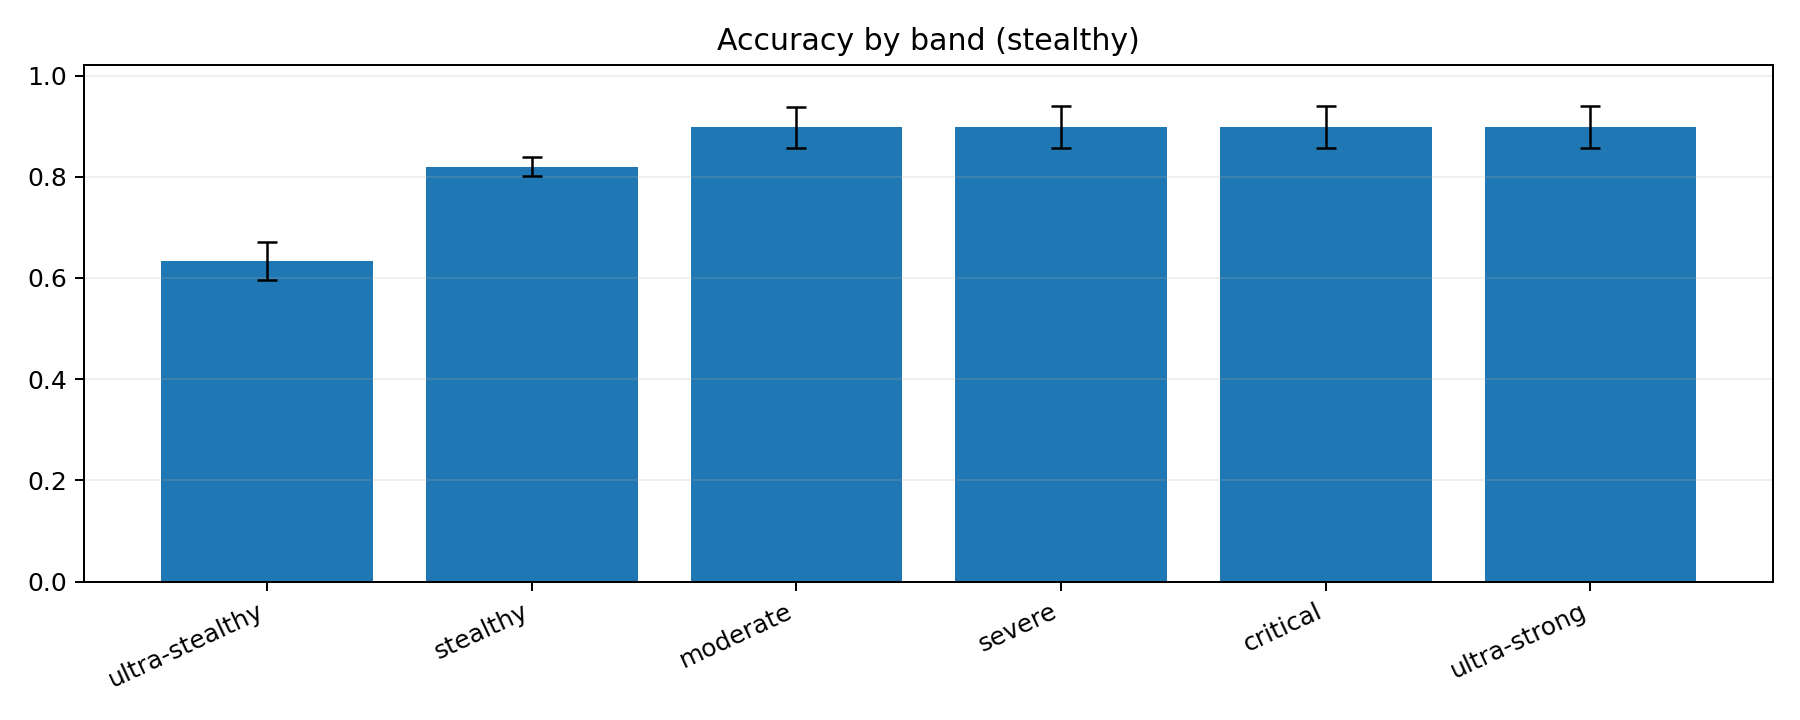 Accuracy by band (stealthy)
1.0
0.8
0.6
0.4
0.2
0.0
ultra-stealthy
stealthy
moderate
severe
critical
ultra-strong